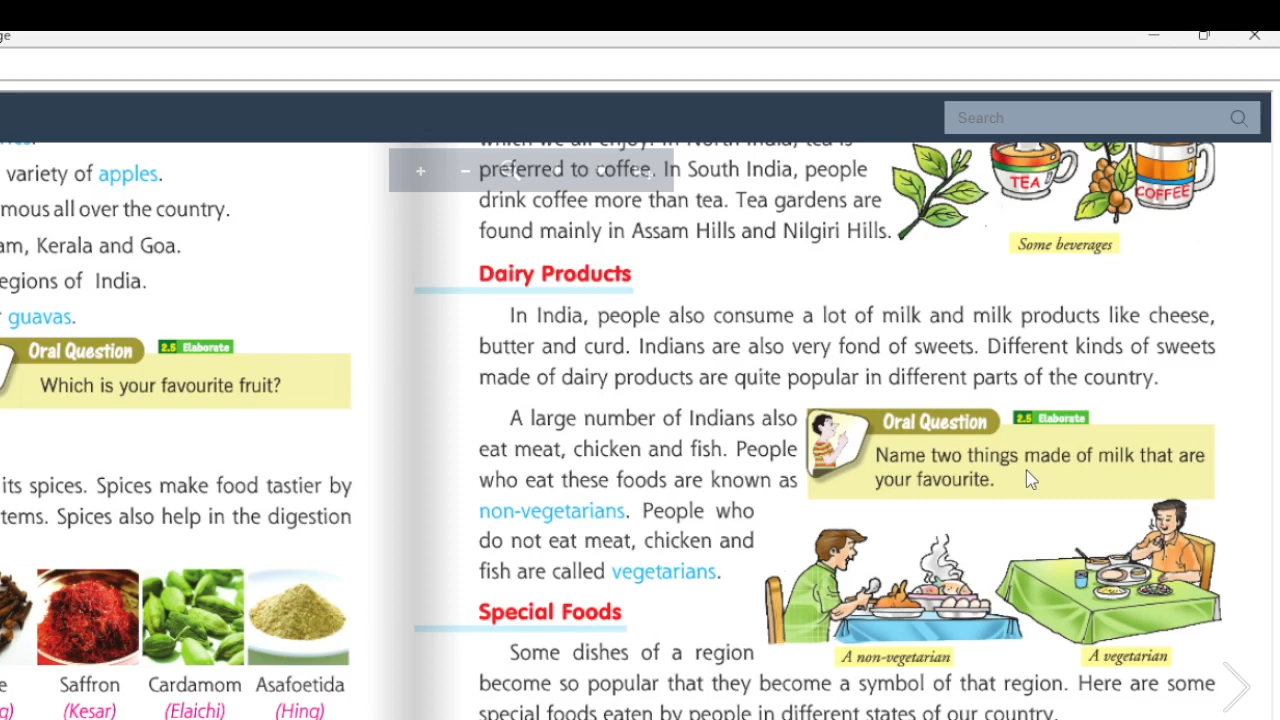 ge
Search
variety of apples.
mous all over the country.
am, Kerala and Goa.
egions of India.
guavas.
Oral Question
2.5 Elaborate
Which is your favourite fruit?
its spices. Spices make food tastier by
tems. Spices also help in the digestion
Saffron
(Kesar)
Cardamom
(Elaichi)
Asafoetida
(Hing)
which we all enjoy. In North India, tea is
preferred to coffee. In South India, people
drink coffee more than tea. Tea gardens are
found mainly in Assam Hills and Nilgiri Hills.
TEA
COFFEE
Some beverages
Dairy Products
In India, people also consume a lot of milk and milk products like cheese,
butter and curd. Indians are also very fond of sweets. Different kinds of sweets
made of dairy products are quite popular in different parts of the country.
A large number of Indians also
eat meat, chicken and fish. People
who eat these foods are known as
non-vegetarians. People who
do not eat meat, chicken and
fish are called vegetarians.
Oral Question
2.5 Elaborate
Name two things made of milk that are
your favourite.
A non-vegetarian
A vegetarian
Special Foods
Some dishes of a region
become so popular that they become a symbol of that region. Here are some
special foods eaten by people in different states of our country.